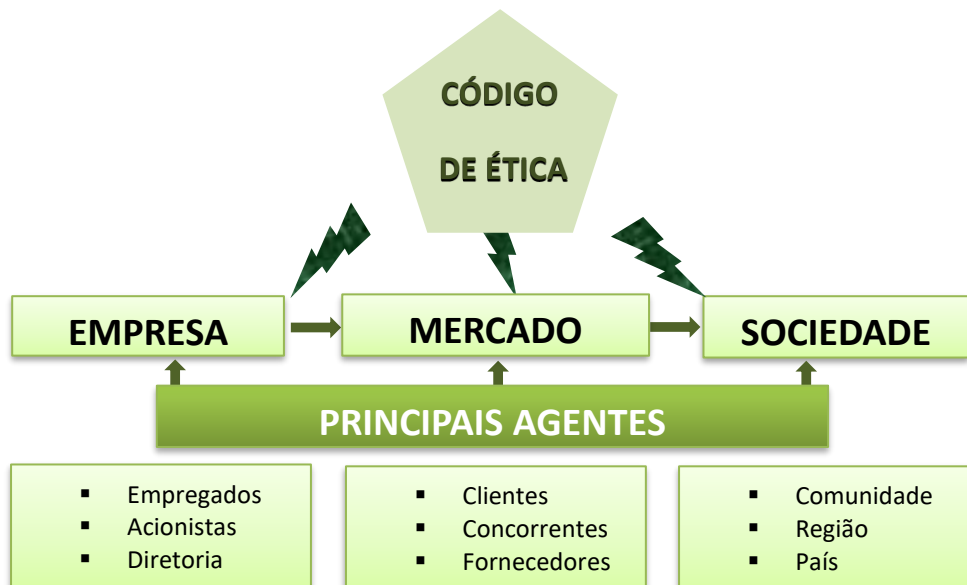 CÓDIGO
DE ÉTICA
EMPRESA
MERCADO
SOCIEDADE
PRINCIPAIS AGENTES
▪ Empregados
▪ Acionistas
▪ Diretoria
▪ Clientes
▪ Concorrentes
▪ Fornecedores
▪ Comunidade
▪ Região
▪ País